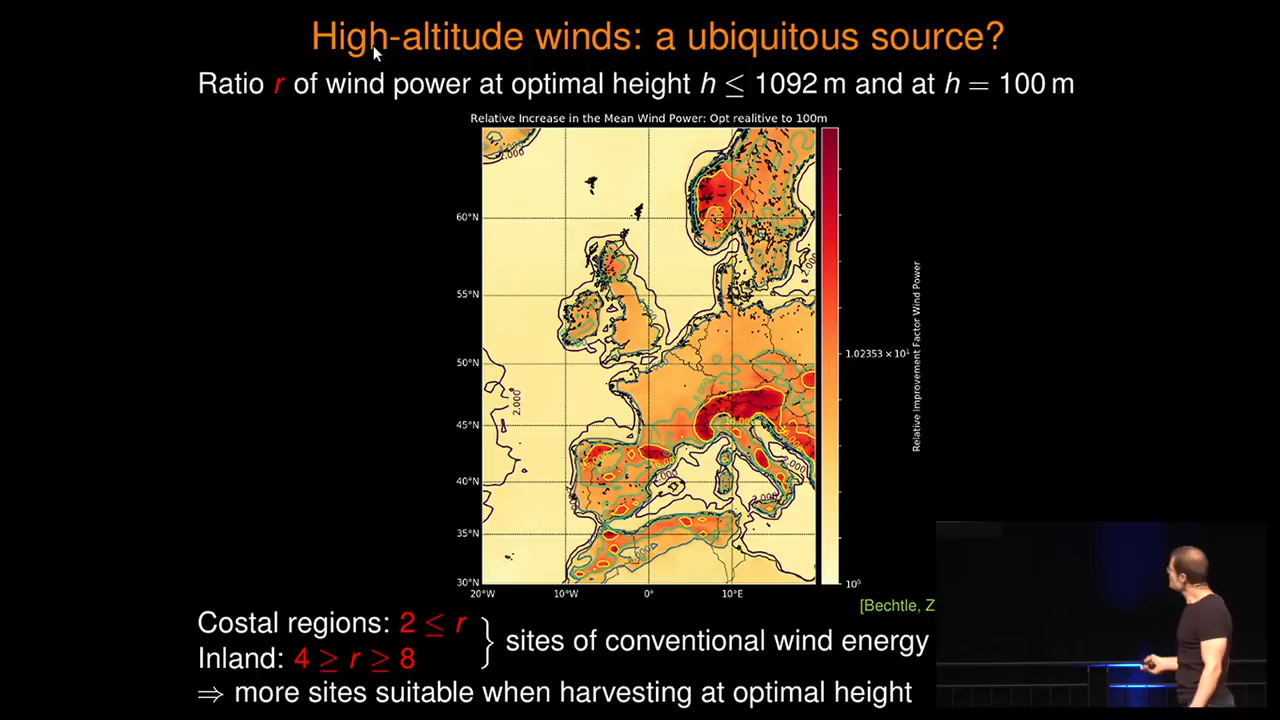 High-altitude winds: a ubiquitous source?
Ratio r of wind power at optimal height h ≤ 1092 m and at h = 100 m
Relative Increase in the Mean Wind Power: Opt realitive to 100m
60°N
55°N
50°N
45°N
40°N
35°N
30°N
20°W
10°W
0°
10°E
2.000
1.02353 × 10¹
10⁰
Relative Improvement Factor Wind Power
[Bechtle, Z
Costal regions: 2 ≤ r
Inland: 4 ≥ r ≥ 8
} sites of conventional wind energy
⇒ more sites suitable when harvesting at optimal height